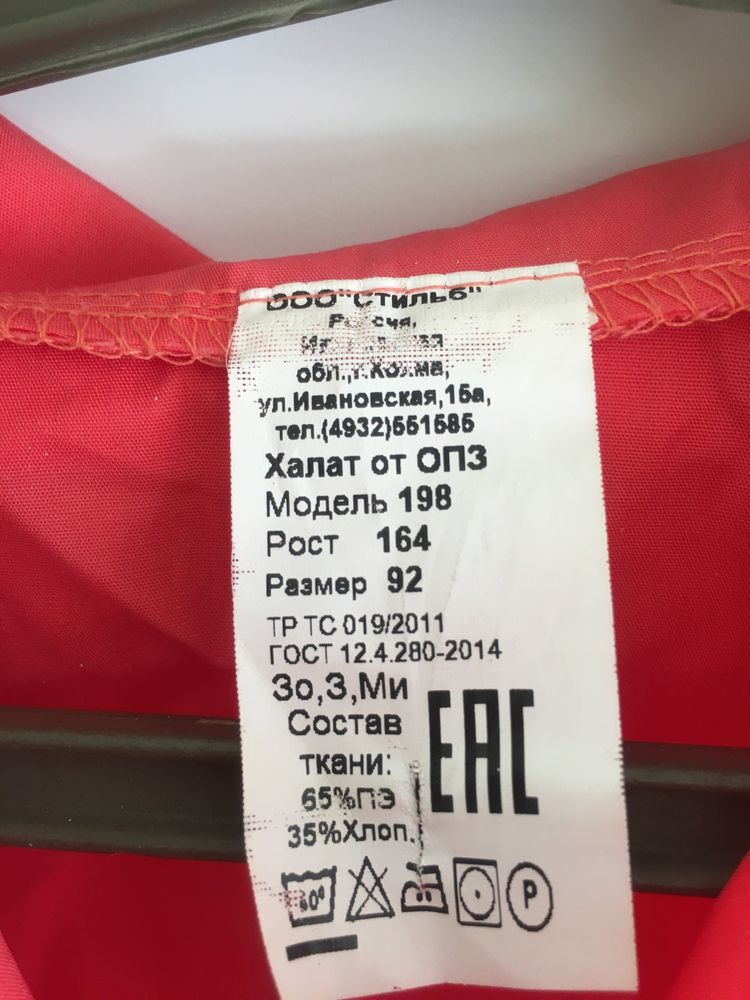 ООО"Стильб"
обл.,г.Кохма,
ул.Ивановская,15а,
тел.(4932)551585
Халат от ОПЗ
Модель 198
Рост 164
Размер 92
ТР ТС 019/2011
ГОСТ 12.4.280-2014
Зо,З,Ми
Состав
ткани:
65%ПЭ
35%Хлоп.
EAC
P